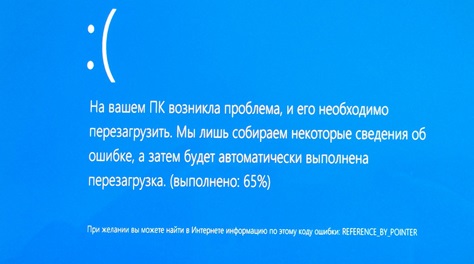 :(
На вашем ПК возникла проблема, и его необходимо
перезагрузить. Мы лишь собираем некоторые сведения об
ошибке, а затем будет автоматически выполнена
перезагрузка. (выполнено: 65%)
При желании вы можете найти в Интернете информацию по этому коду ошибки: REFERENCE_BY_POINTER